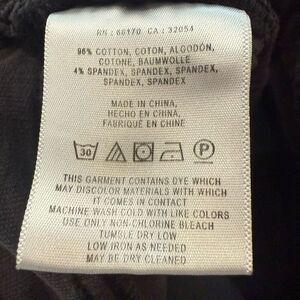 RN : 66170 CA : 32054
96% COTTON, COTON, ALGODÓN,
COTONE, BAUMWOLLE
4% SPANDEX, SPANDEX, SPANDEX,
SPANDEX, SPANDEX
MADE IN CHINA,
HECHO EN CHINA,
FABRIQUÉ EN CHINE
30 P
THIS GARMENT CONTAINS DYE WHICH
MAY DISCOLOR MATERIALS WITH WHICH
IT COMES IN CONTACT
MACHINE WASH COLD WITH LIKE COLORS
USE ONLY NON-CHLORINE BLEACH
TUMBLE DRY LOW
LOW IRON AS NEEDED
MAY BE DRY CLEANED